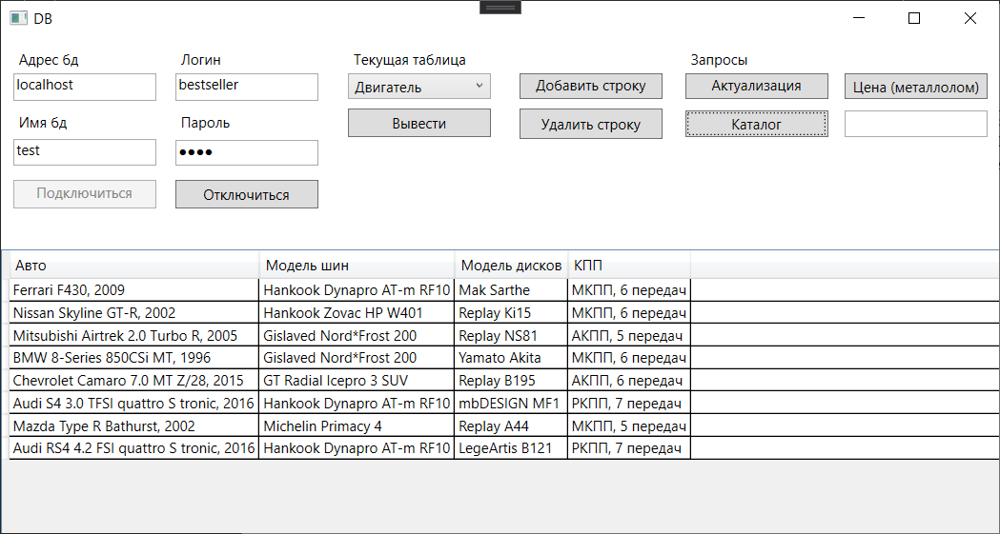 DB
Адрес бд Логин Текущая таблица Запросы
localhost bestseller Двигатель Добавить строку Актуализация Цена (металлолом)
Имя бд Пароль Вывести Удалить строку Каталог
test ●●●●
Подключиться Отключиться
Авто Модель шин Модель дисков КПП
Ferrari F430, 2009 Hankook Dynapro AT-m RF10 Mak Sarthe МКПП, 6 передач
Nissan Skyline GT-R, 2002 Hankook Zovac HP W401 Replay Ki15 МКПП, 6 передач
Mitsubishi Airtrek 2.0 Turbo R, 2005 Gislaved Nord*Frost 200 Replay NS81 АКПП, 5 передач
BMW 8-Series 850CSi MT, 1996 Gislaved Nord*Frost 200 Yamato Akita МКПП, 6 передач
Chevrolet Camaro 7.0 MT Z/28, 2015 GT Radial Icepro 3 SUV Replay B195 АКПП, 6 передач
Audi S4 3.0 TFSI quattro S tronic, 2016 Hankook Dynapro AT-m RF10 mbDESIGN MF1 РКПП, 7 передач
Mazda Type R Bathurst, 2002 Michelin Primacy 4 Replay A44 МКПП, 5 передач
Audi RS4 4.2 FSI quattro S tronic, 2016 Hankook Dynapro AT-m RF10 LegeArtis B121 РКПП, 7 передач